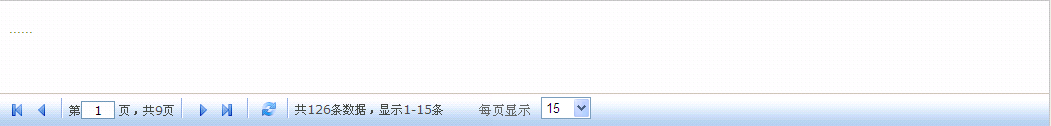 ......
第 1 页，共9页 共126条数据，显示1-15条 每页显示 15